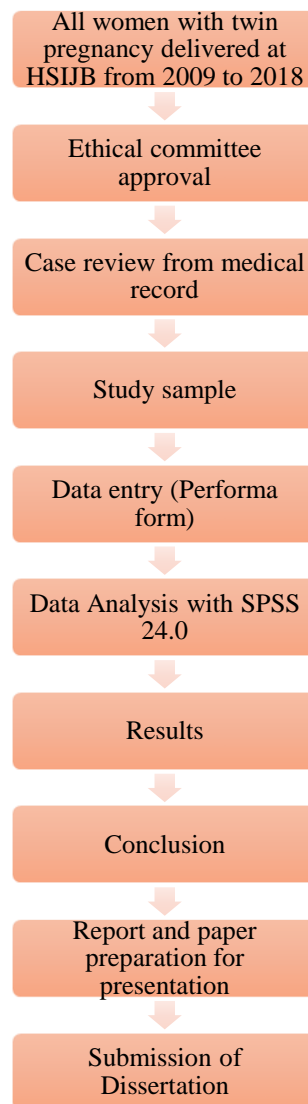 All women with twin
pregnancy delivered at
HSIJB from 2009 to 2018
Ethical committee
approval
Case review from medical
record
Study sample
Data entry (Performa
form)
Data Analysis with SPSS
24.0
Results
Conclusion
Report and paper
preparation for
presentation
Submission of
Dissertation